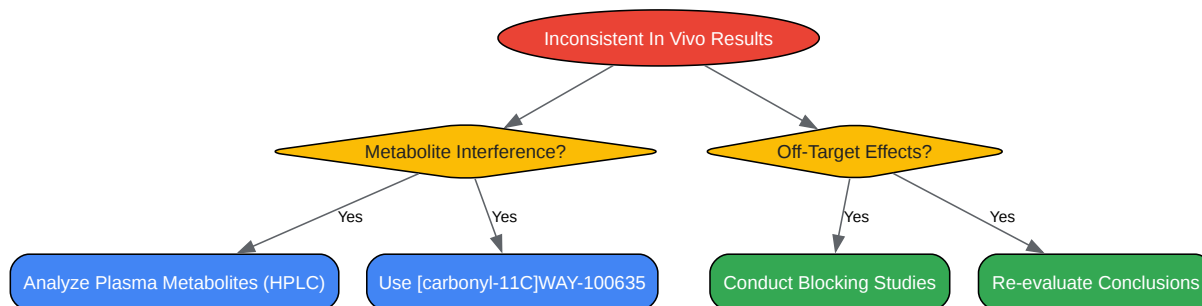 Inconsistent In Vivo Results
Metabolite Interference?
Off-Target Effects?
Yes
Yes
Yes
Yes
Analyze Plasma Metabolites (HPLC)
Use [carbonyl-11C]WAY-100635
Conduct Blocking Studies
Re-evaluate Conclusions